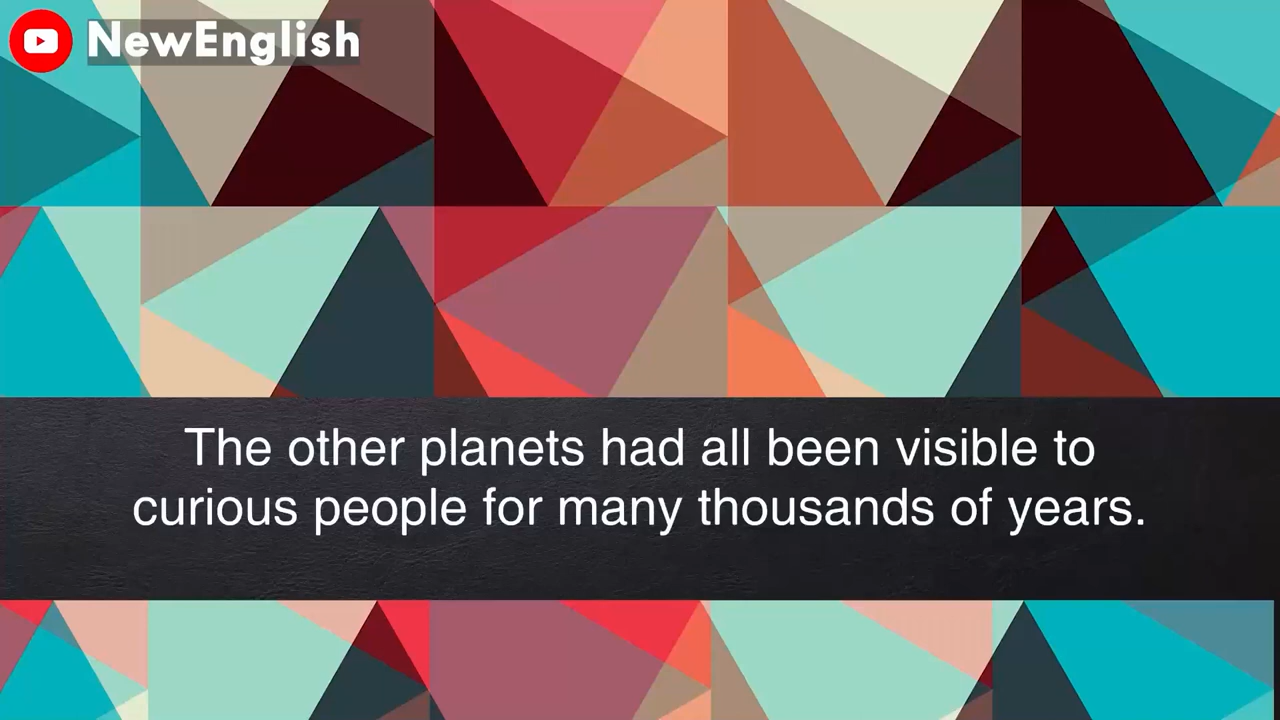 NewEnglish
The other planets had all been visible to
curious people for many thousands of years.